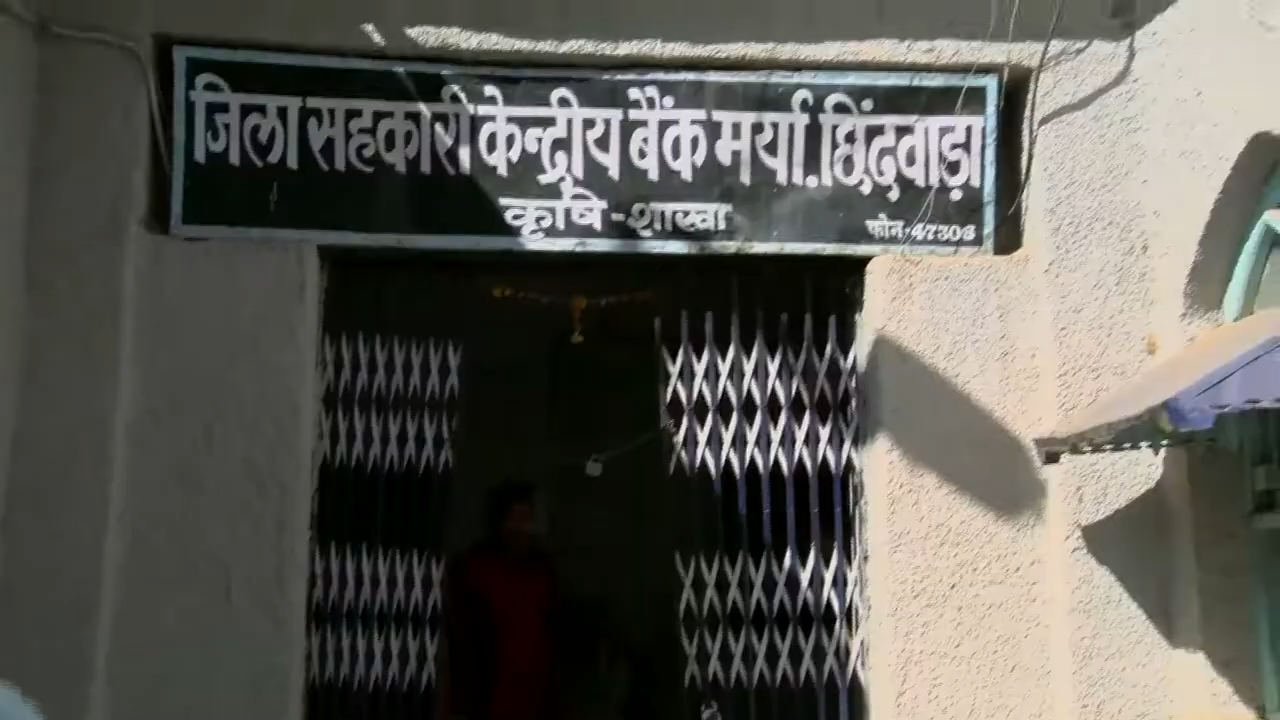 जिला सहकारी केन्द्रीय बैंक मर्या. छिंदवाड़ा
कृषि-शाखा
फोन-47306